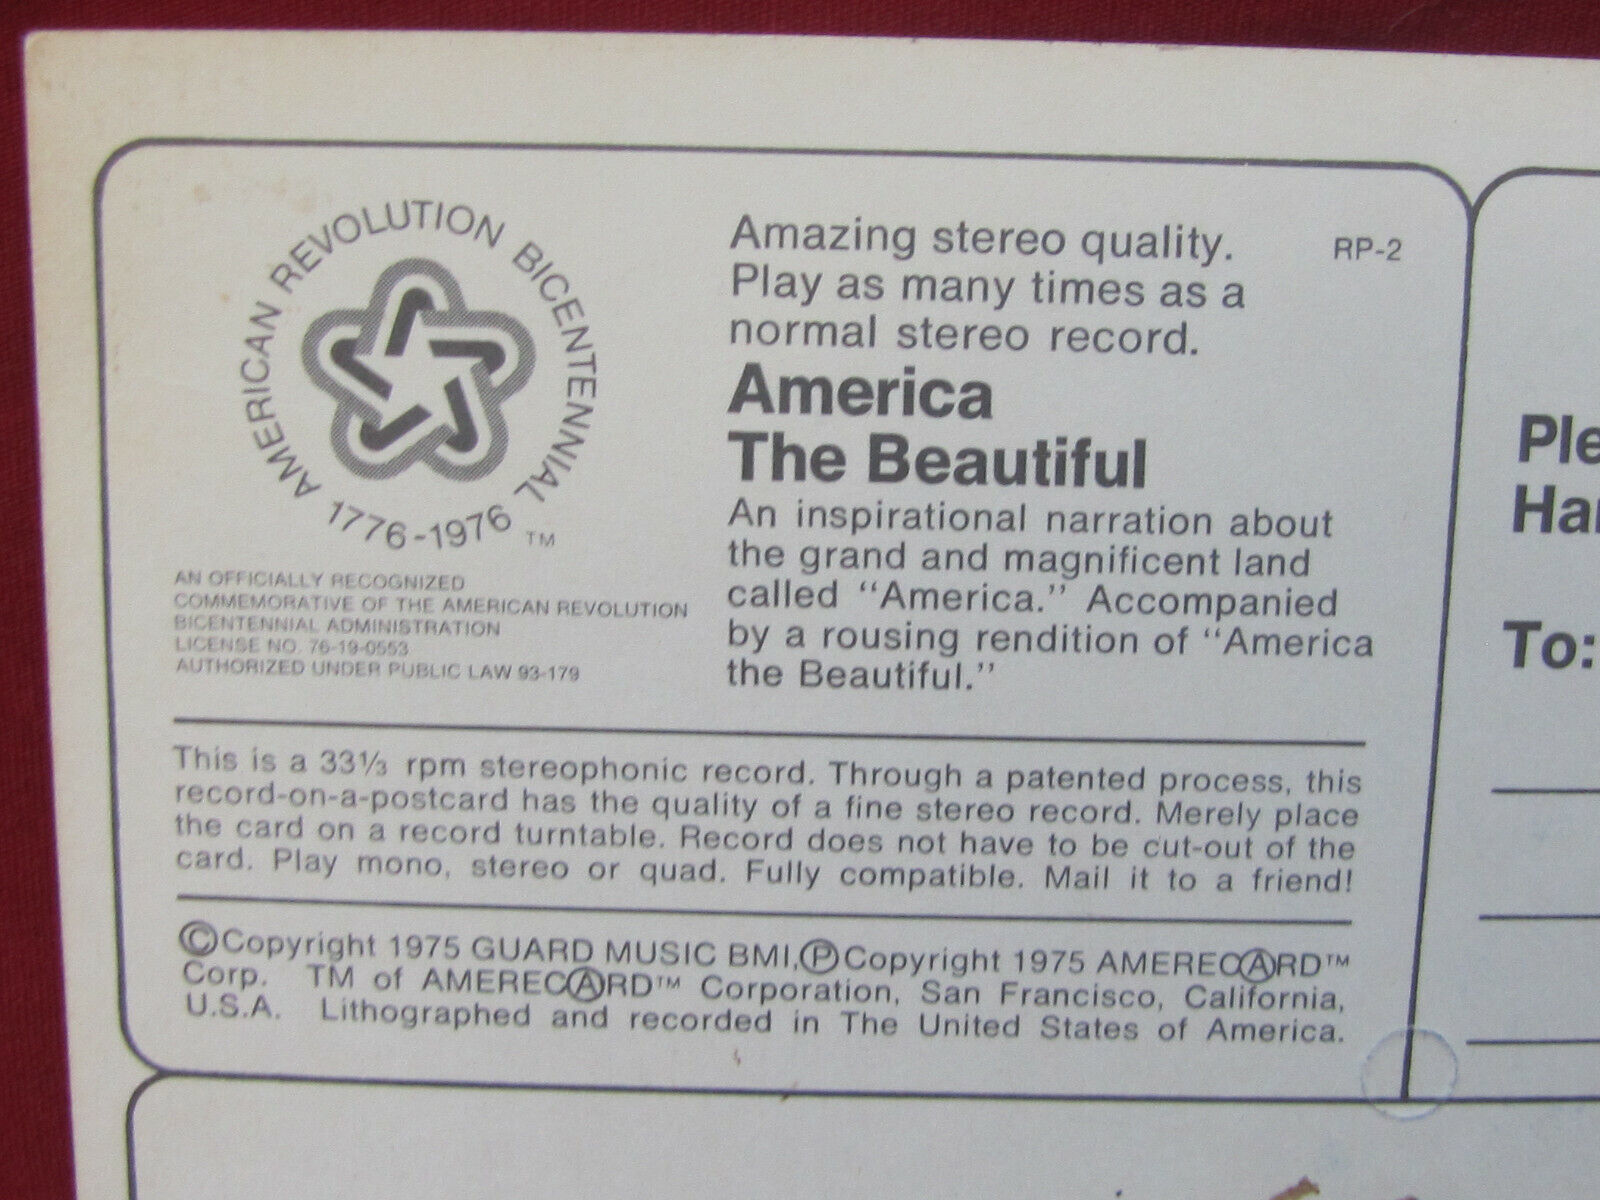 AMERICAN REVOLUTION BICENTENNIAL
1776-1976 ™
AN OFFICIALLY RECOGNIZED
COMMEMORATIVE OF THE AMERICAN REVOLUTION
BICENTENNIAL ADMINISTRATION
LICENSE NO. 76-19-0553
AUTHORIZED UNDER PUBLIC LAW 93-179
Amazing stereo quality. RP-2
Play as many times as a
normal stereo record.
America
The Beautiful
An inspirational narration about
the grand and magnificent land
called “America.” Accompanied
by a rousing rendition of “America
the Beautiful.”
This is a 33⅓ rpm stereophonic record. Through a patented process, this
record-on-a-postcard has the quality of a fine stereo record. Merely place
the card on a record turntable. Record does not have to be cut-out of the
card. Play mono, stereo or quad. Fully compatible. Mail it to a friend!
©Copyright 1975 GUARD MUSIC BMI,℗Copyright 1975 AMERECⒶRD™
Corp. TM of AMERECⒶRD™ Corporation, San Francisco, California,
U.S.A. Lithographed and recorded in The United States of America.
Ple
Ha
To: